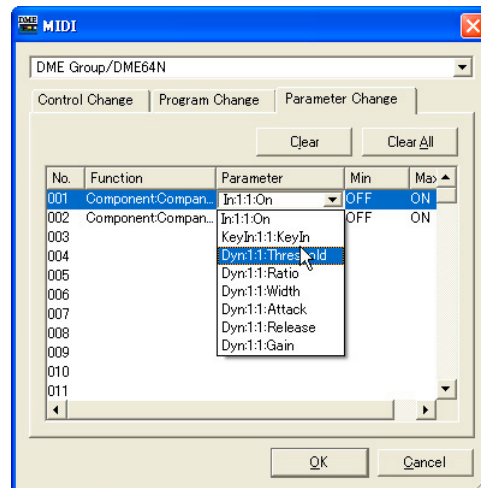 MIDI
DME Group/DME64N
Control Change Program Change Parameter Change
Clear Clear All
No. Function Parameter Min Max
001 Component:Compan... In:1:1:On OFF ON
002 Component:Compan... In:1:1:On OFF ON
003 KeyIn:1:1:KeyIn
004 Dyn:1:1:Threshold
005 Dyn:1:1:Ratio
006 Dyn:1:1:Width
007 Dyn:1:1:Attack
008 Dyn:1:1:Release
009 Dyn:1:1:Gain
010
011
OK Cancel